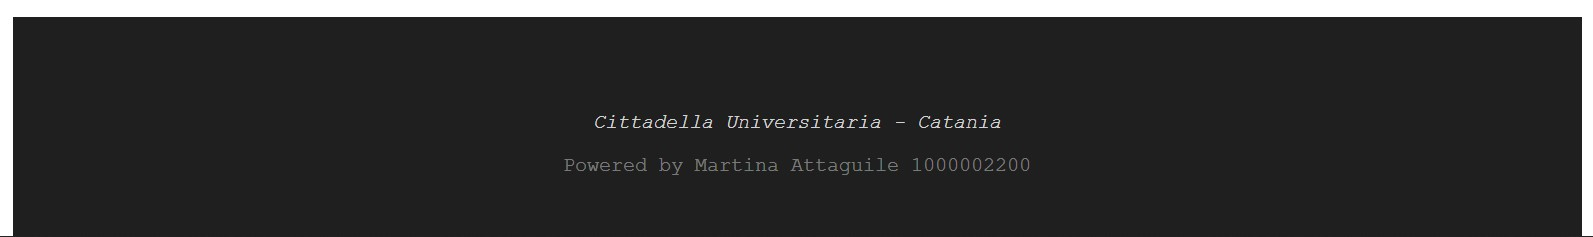 Cittadella Universitaria - Catania
Powered by Martina Attaguile 1000002200